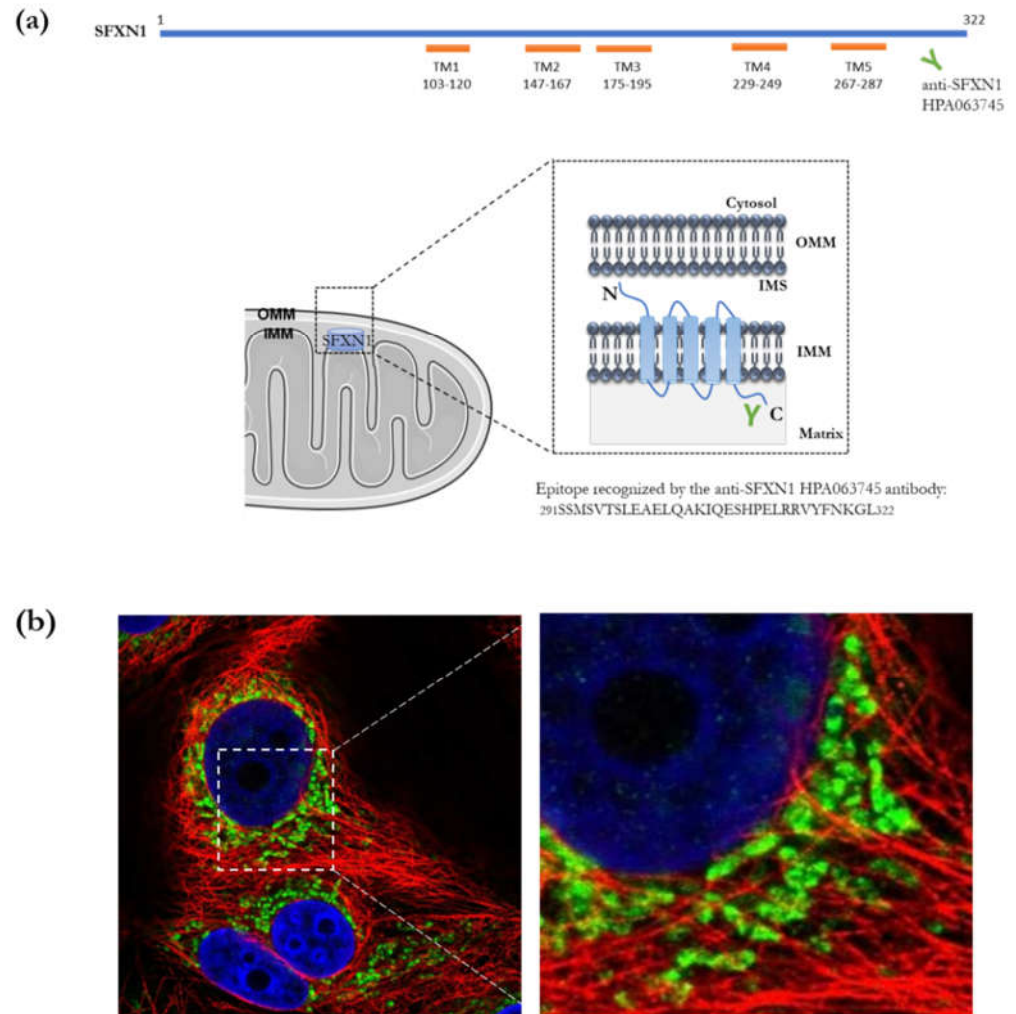 (a)
1
322
SFXN1
TM1
103-120
TM2
147-167
TM3
175-195
TM4
229-249
TM5
267-287
anti-SFXN1
HPA063745
Cytosol
OMM
IMS
N
IMM
C
Matrix
OMM
IMM
SFXN1
Epitope recognized by the anti-SFXN1 HPA063745 antibody:
291SSMSVTSLEAELQAKIQESHPELRRVYFNKGL322
(b)